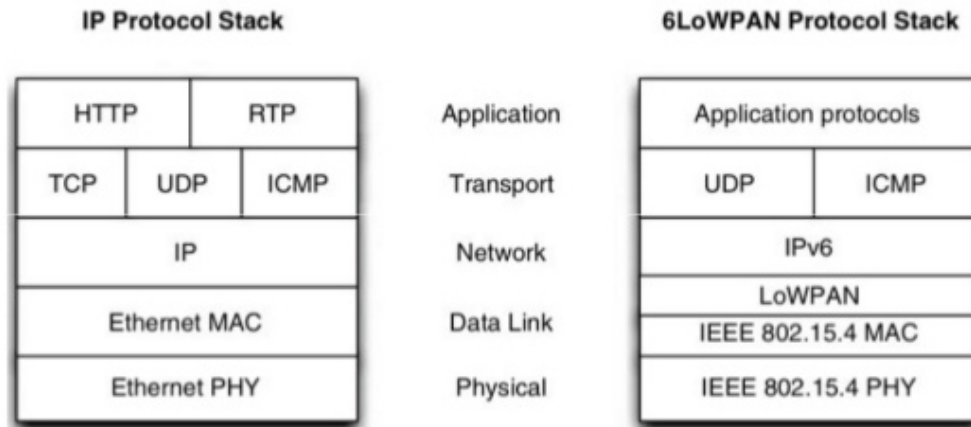 IP Protocol Stack
6LoWPAN Protocol Stack
HTTP RTP Application Application protocols
TCP UDP ICMP Transport UDP ICMP
IP Network IPv6
LoWPAN
Ethernet MAC Data Link
IEEE 802.15.4 MAC
Ethernet PHY Physical IEEE 802.15.4 PHY